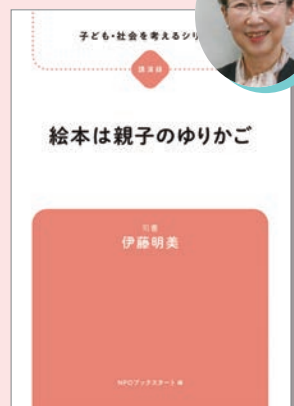 子ども・社会を考えるシリ
講演録
絵本は親子のゆりかご
司書
伊藤明美
NPOブックスタート 編